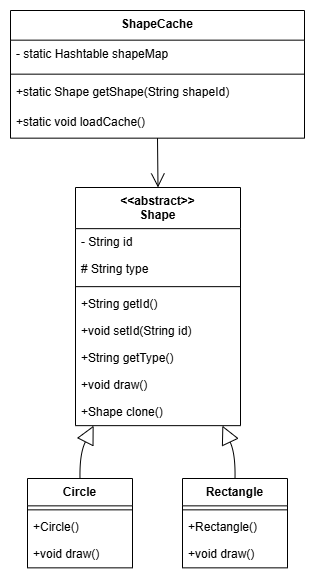 ShapeCache
- static Hashtable shapeMap
+static Shape getShape(String shapeId)
+static void loadCache()
<<abstract>>
Shape
- String id
# String type
+String getId()
+void setId(String id)
+String getType()
+void draw()
+Shape clone()
Circle
+Circle()
+void draw()
Rectangle
+Rectangle()
+void draw()